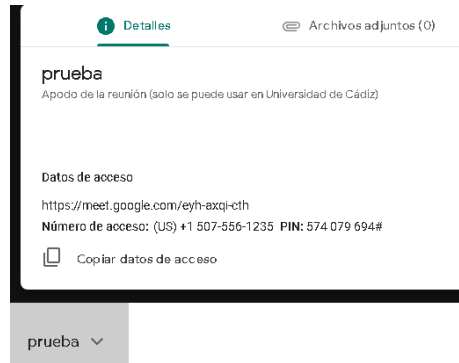 Detalles
Archivos adjuntos (0)
prueba
Apodo de la reunión (solo se puede usar en Universidad de Cádiz)
Datos de acceso
https://meet.google.com/eyh-axqi-cth
Número de acceso: (US) +1 507-556-1235 PIN: 574 079 694#
Copiar datos de acceso
prueba